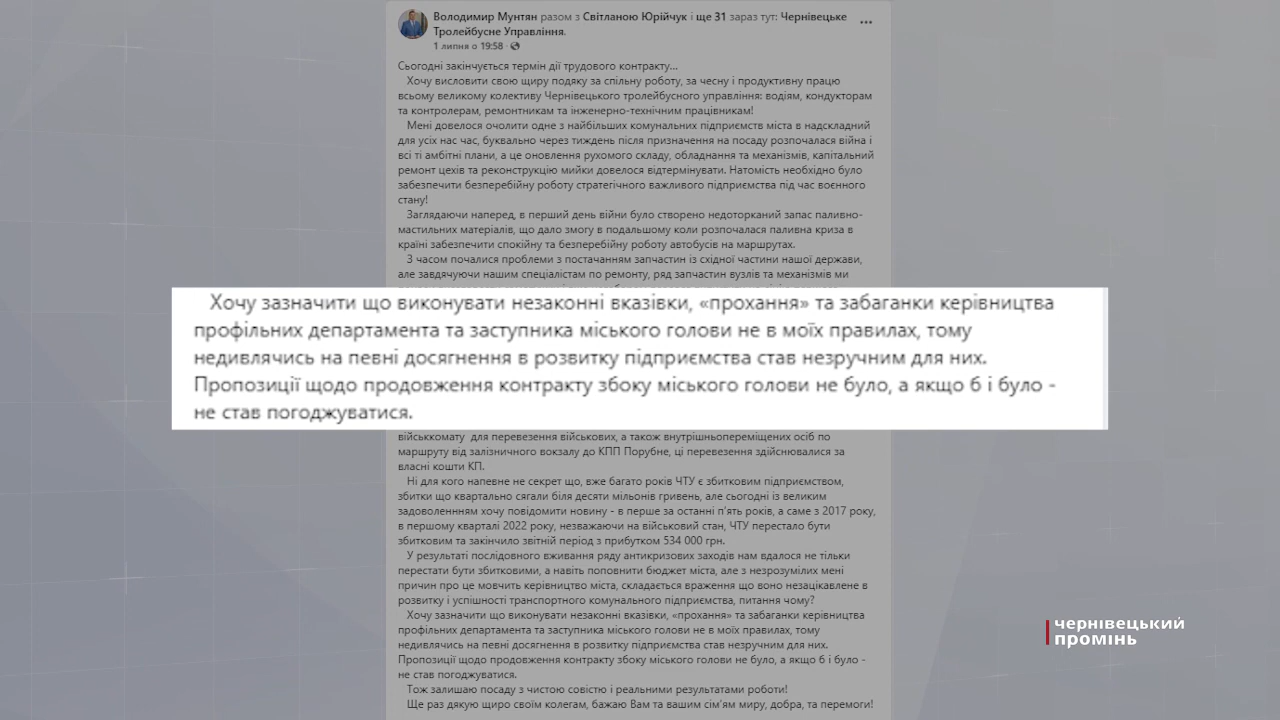 Володимир Мунтян разом з Світланою Юрійчук і ще 31 зараз тут: Чернівецьке
Тролейбусне Управління.
1 липня о 19:58 ·
Сьогодні закінчується термін дії трудового контракту...
Хочу висловити свою щиру подяку за спільну роботу, за чесну і продуктивну працю
всьому великому колективу Чернівецького тролейбусного управління: водіям, кондукторам
та контролерам, ремонтникам та інженерно-технічним працівникам!
Мені довелося очолити одне з найбільших комунальних підприємств міста в надскладний
для усіх нас час, буквально через тиждень після призначення на посаду розпочалася війна і
всі ті амбітні плани, а це оновлення рухомого складу, обладнання та механізмів, капітальний
ремонт цехів та реконструкцію мийки довелося відтермінувати. Натомість необхідно було
забезпечити безперебійну роботу стратегічного важливого підприємства під час воєнного
стану!
Заглядаючи наперед, в перший день війни було створено недоторканий запас паливно-
мастильних матеріалів, що дало змогу в подальшому коли розпочалася паливна криза в
країні забезпечити спокійну та безперебійну роботу автобусів на маршрутах.
З часом почалися проблеми з постачанням запчастин із східної частини нашої держави,
але завдячуючи нашим спеціалістам по ремонту, ряд запчастин вузлів та механізмів ми
Хочу зазначити що виконувати незаконні вказівки, «прохання» та забаганки керівництва
профільних департамента та заступника міського голови не в моїх правилах, тому
недивлячись на певні досягнення в розвитку підприємства став незручним для них.
Пропозиції щодо продовження контракту збоку міського голови не було, а якщо б і було -
не став погоджуватися.
військкомату для перевезення військових, а також внутрішньопереміщених осіб по
маршруту від залізничного вокзалу до КПП Порубне, ці перевезення здійснювалися за
власні кошти КП.
Ні для кого напевне не секрет що, вже багато років ЧТУ є збитковим підприємством,
збитки що квартально сягали біля десяти мільонів гривень, але сьогодні із великим
задоволенням хочу повідомити новину - в перше за останні п'ять років, а саме з 2017 року,
в першому кварталі 2022 року, незважаючи на військовий стан, ЧТУ перестало бути
збитковим та закінчило звітній період з прибутком 534 000 грн.
У результаті послідовного вживання ряду антикризових заходів нам вдалося не тільки
перестати бути збитковими, а навіть поповнити бюджет міста, але з незрозумілих мені
причин про це мовчить керівництво міста, складається враження що воно незацікавлене в
розвитку і успішності транспортного комунального підприємства, питання чому?
Хочу зазначити що виконувати незаконні вказівки, «прохання» та забаганки керівництва
профільних департамента та заступника міського голови не в моїх правилах, тому
недивлячись на певні досягнення в розвитку підприємства став незручним для них.
Пропозиції щодо продовження контракту збоку міського голови не було, а якщо б і було -
не став погоджуватися.
Тож залишаю посаду з чистою совістю і реальними результатами роботи!
Ще раз дякую щиро своїм колегам, бажаю Вам та вашим сім'ям миру, добра, та перемоги!
чернівецький
промінь